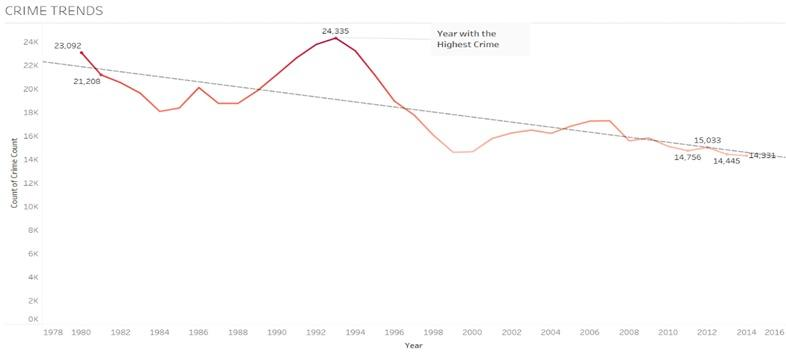 CRIME TRENDS
24,335
Year with the
Highest Crime
23,092
21,208
15,033
14,756
14,445
14,331
24K
22K
20K
18K
16K
14K
12K
10K
8K
6K
4K
2K
0K
Count of Crime Count
1978 1980 1982 1984 1986 1988 1990 1992 1994 1996 1998 2000 2002 2004 2006 2008 2010 2012 2014 2016
Year